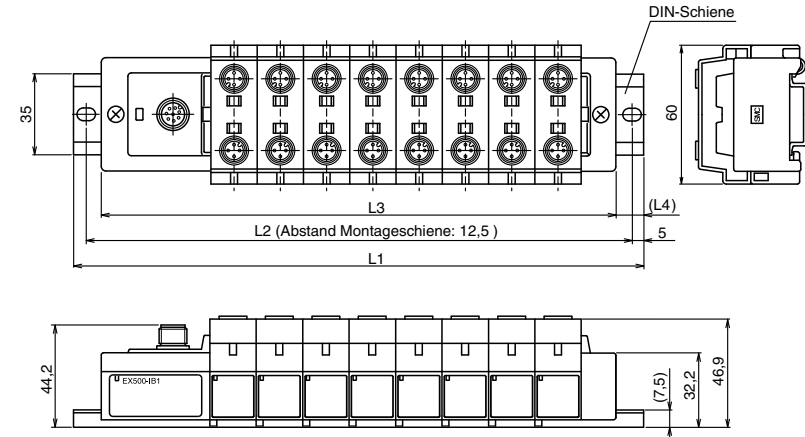 DIN-Schiene
35
60
SMC
L3
(L4)
L2 (Abstand Montageschiene: 12,5 )
5
L1
44,2
EX500-IB1
(7,5)
32,2
46,9